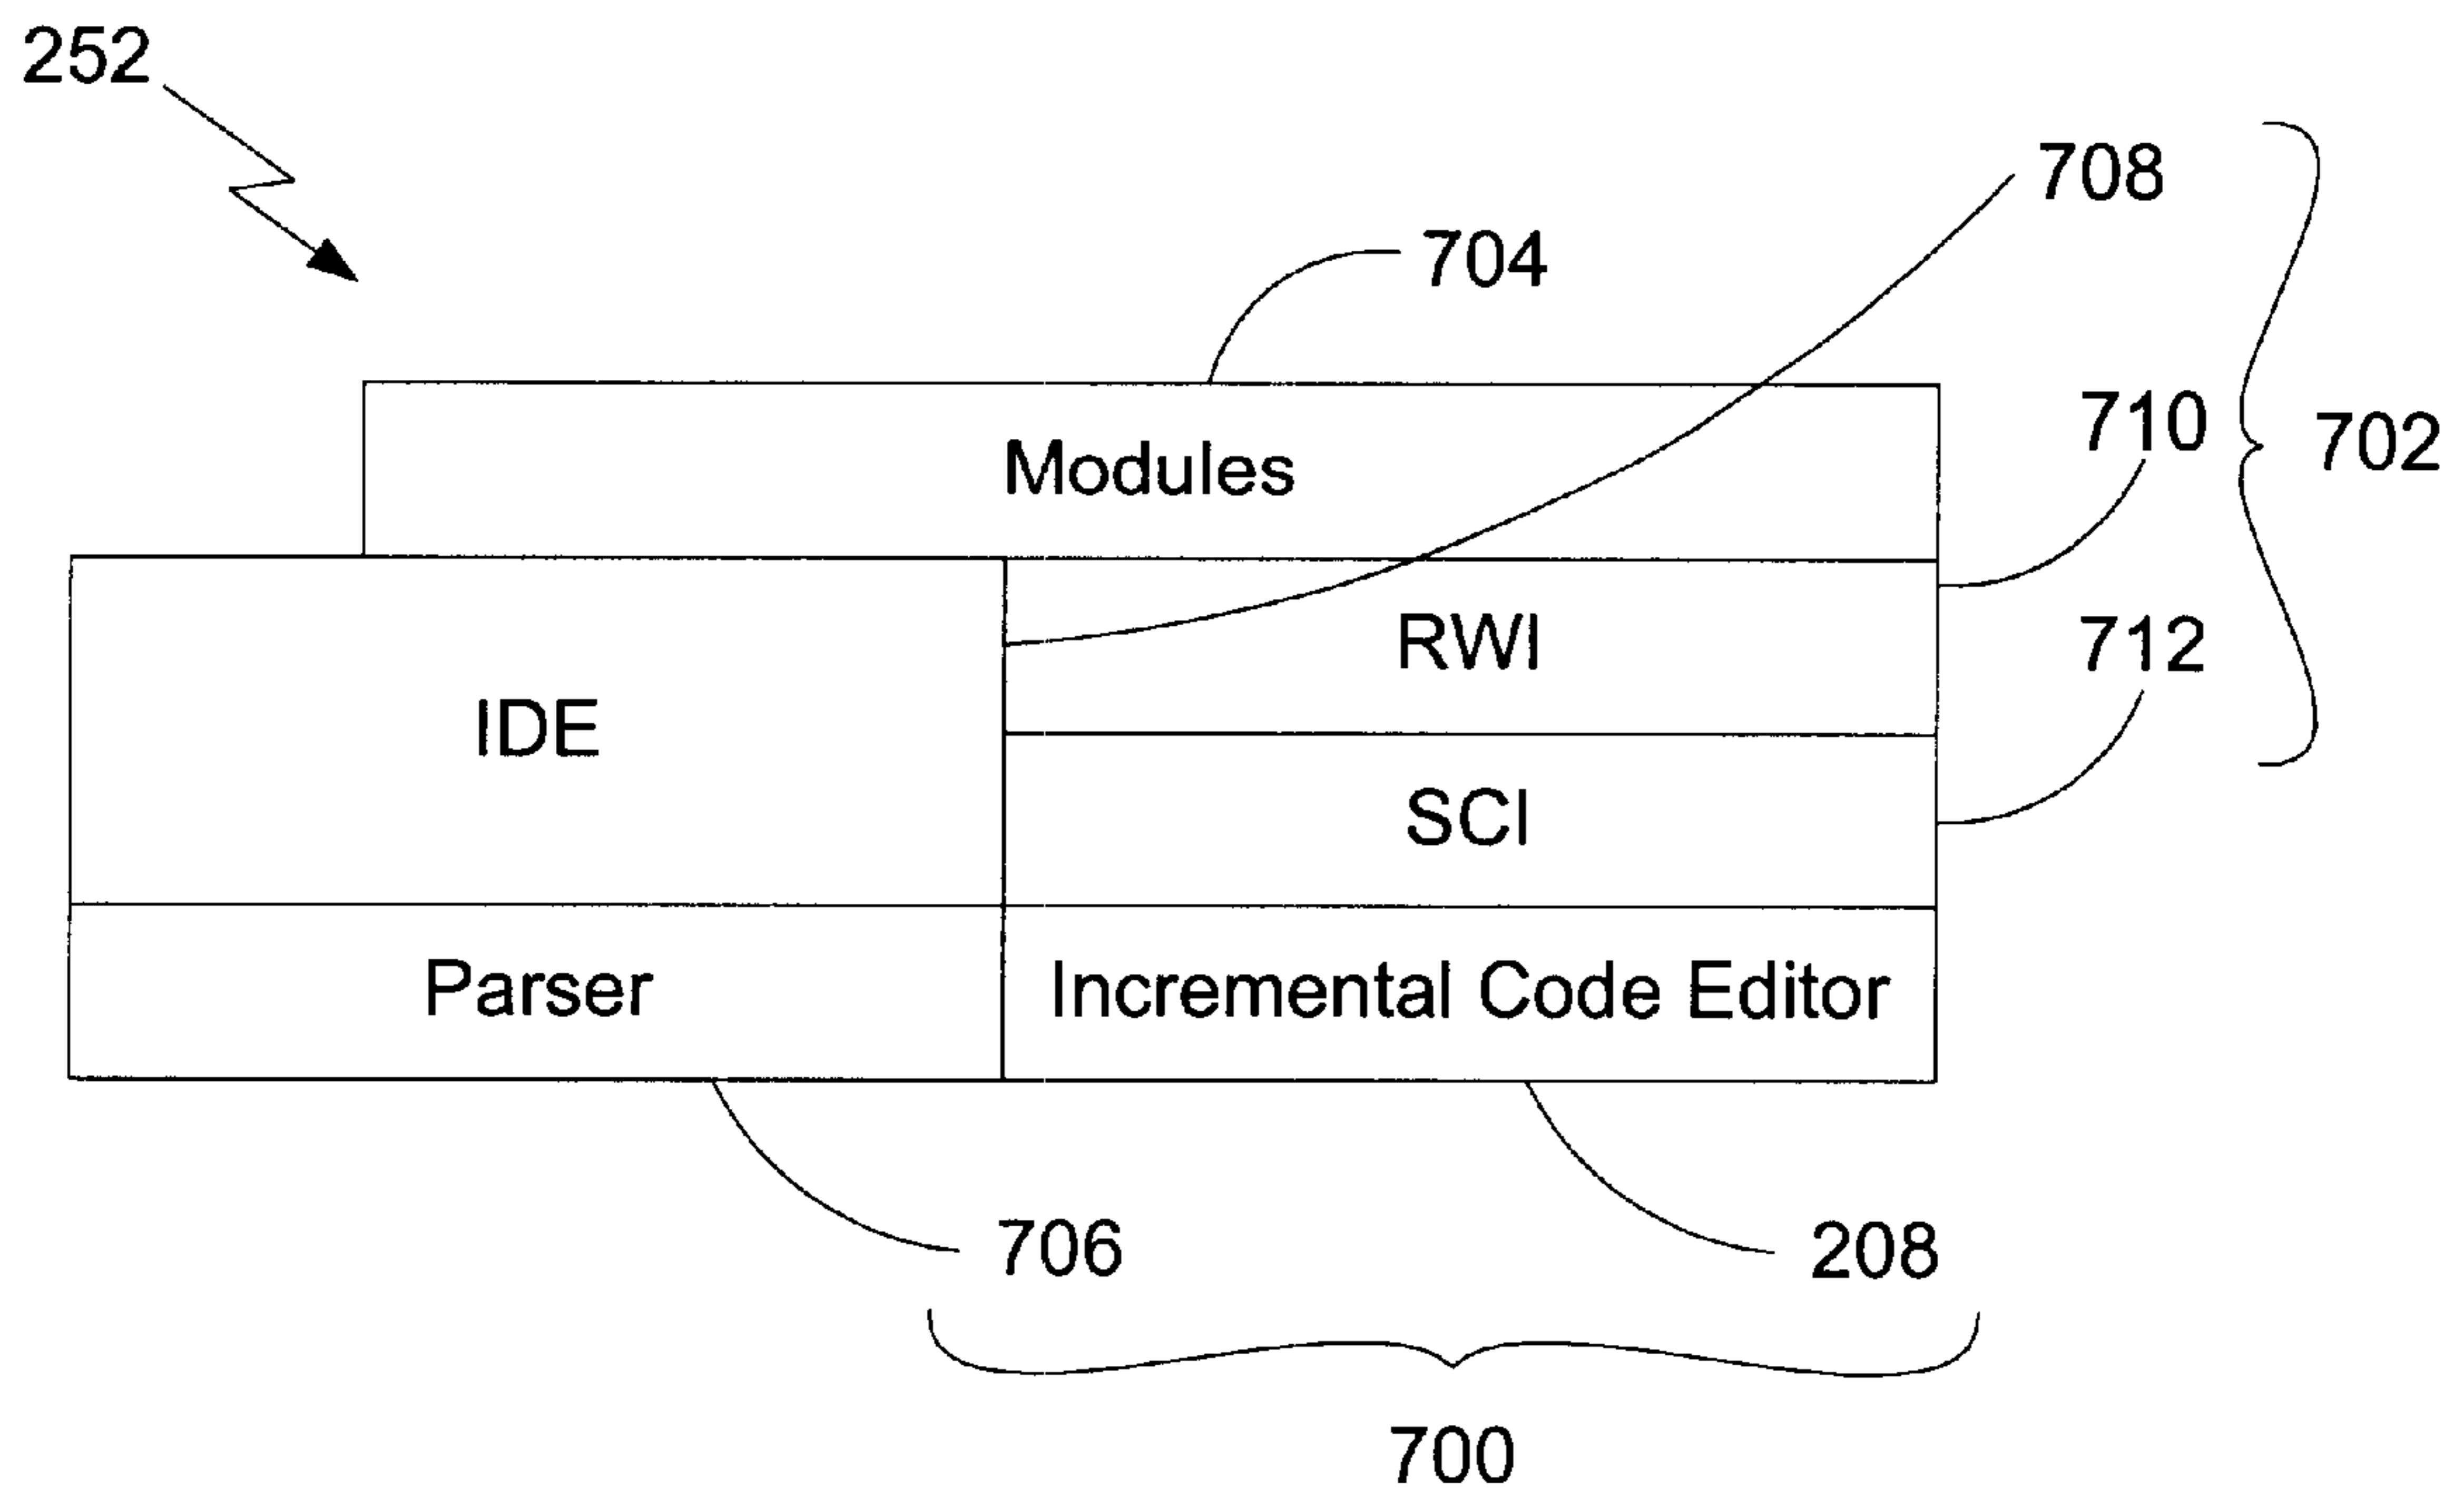 252
708
704
710
702
Modules
RWI
712
IDE
SCI
Parser
Incremental Code Editor
706
208
700